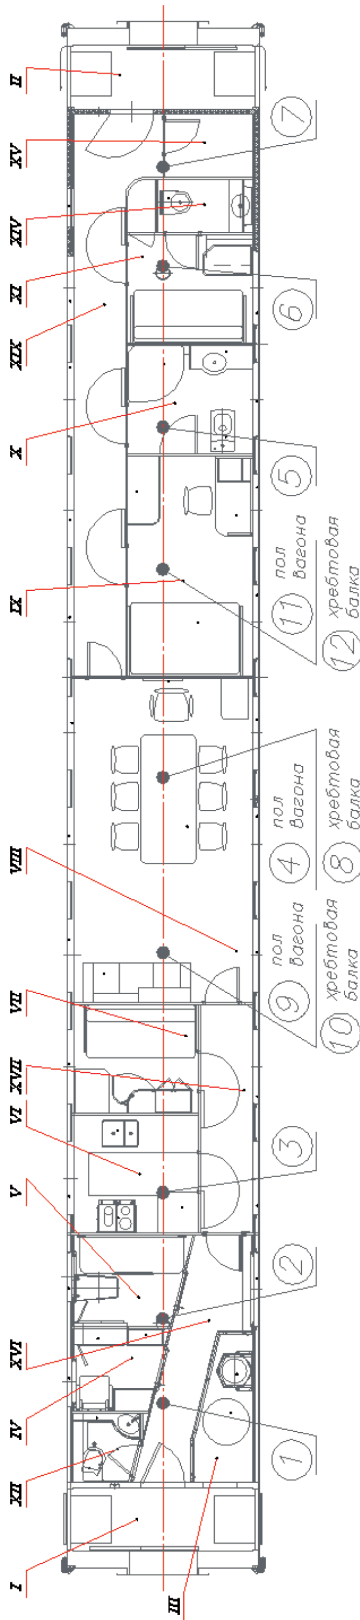 I
XII
IV
XVI
V
VI
XVII
VII
VIII
IX
X
XIX
XI
XIV
XV
II
III
1
2
3
9 пол
вагона
10 хребтовая
балка
4 пол
вагона
8 хребтовая
балка
11 пол
вагона
12 хребтовая
балка
5
6
7